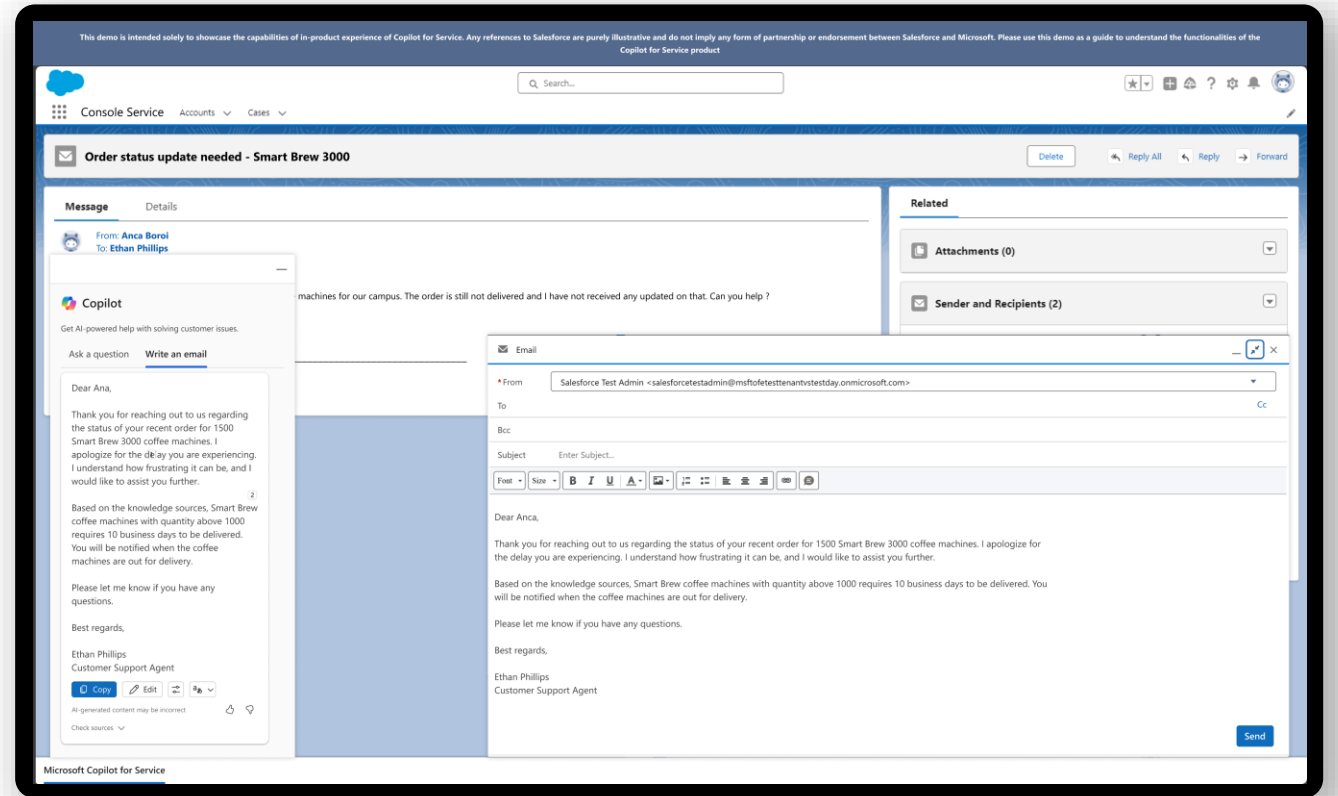 This demo is intended solely to showcase the capabilities of in-product experience of Copilot for Service. Any references to Salesforce are purely illustrative and do not imply any form of partnership or endorsement between Salesforce and Microsoft. Please use this demo as a guide to understand the functionalities of the
Copilot for Service product
Search...
Console Service Accounts Cases
Order status update needed - Smart Brew 3000
Delete Reply All Reply Forward
Message Details
From: Anca Boroi
To: Ethan Phillips
machines for our campus. The order is still not delivered and I have not received any updated on that. Can you help ?
Related
Attachments (0)
Sender and Recipients (2)
Copilot
Get AI-powered help with solving customer issues.
Ask a question Write an email
Dear Ana,
Thank you for reaching out to us regarding
the status of your recent order for 1500
Smart Brew 3000 coffee machines. I
apologize for the delay you are experiencing.
I understand how frustrating it can be, and I
would like to assist you further.
2
Based on the knowledge sources, Smart Brew
coffee machines with quantity above 1000
requires 10 business days to be delivered.
You will be notified when the coffee
machines are out for delivery.
Please let me know if you have any
questions.
Best regards,
Ethan Phillips
Customer Support Agent
Copy Edit
AI-generated content may be incorrect
Check sources
Email
*From Salesforce Test Admin <salesforcetestadmin@msftofetesttenantvstestday.onmicrosoft.com>
To Cc
Bcc
Subject Enter Subject...
Font Size B I U A
Dear Anca,
Thank you for reaching out to us regarding the status of your recent order for 1500 Smart Brew 3000 coffee machines. I apologize for
the delay you are experiencing. I understand how frustrating it can be, and I would like to assist you further.
Based on the knowledge sources, Smart Brew coffee machines with quantity above 1000 requires 10 business days to be delivered. You
will be notified when the coffee machines are out for delivery.
Please let me know if you have any questions.
Best regards,
Ethan Phillips
Customer Support Agent
Send
Microsoft Copilot for Service